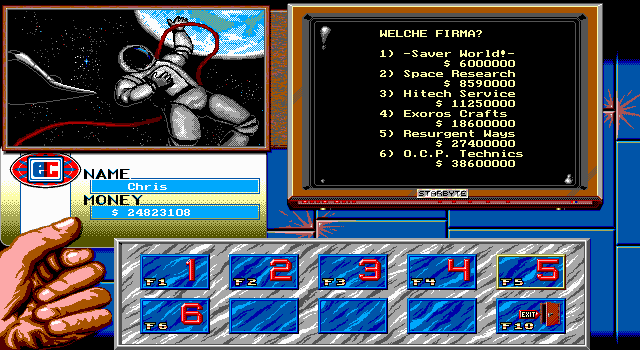 WELCHE FIRMA?
1) -Saver World!-
$ 6000000
2) Space Research
$ 8590000
3) Hitech Service
$ 11250000
4) Exoros Crafts
$ 18600000
5) Resurgent Ways
$ 27400000
6) O.C.P. Technics
$ 38600000
STARBYTE
EC
NAME
Chris
MONEY
$ 24823108
F1 1
F2 2
F3 3
F4 4
F5 5
F6 6
EXIT!
F10